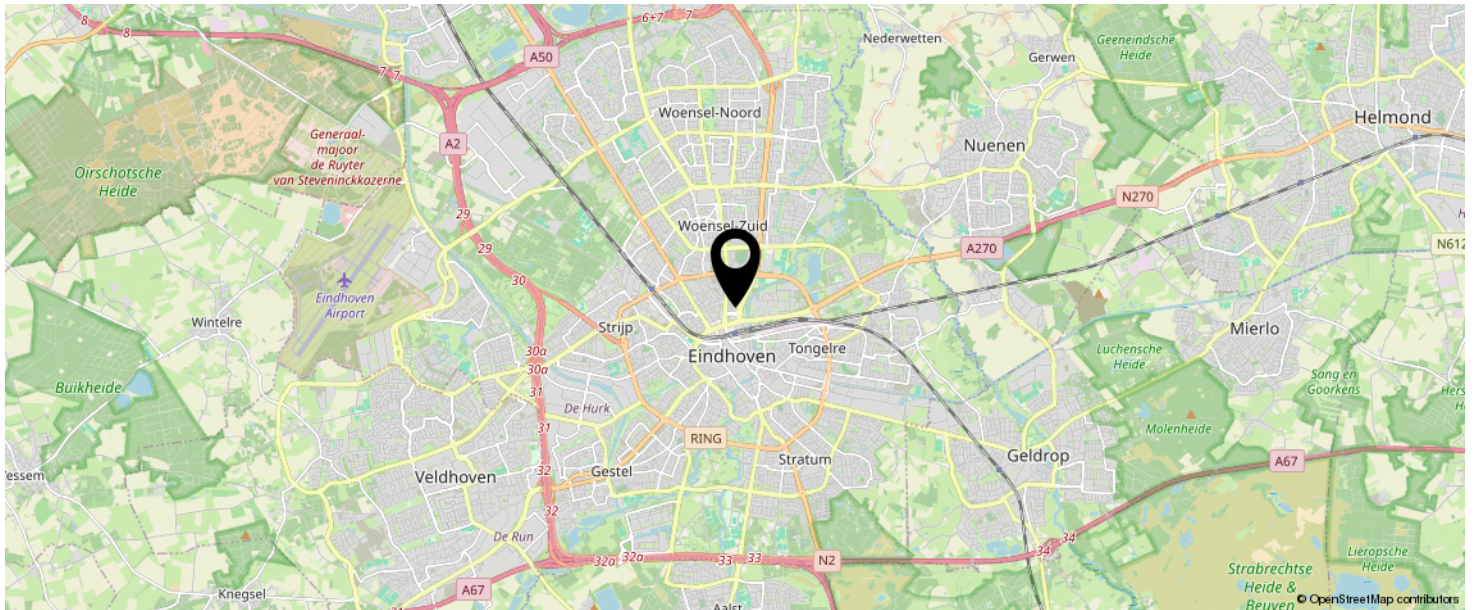 8
8
6+7
7
Nederwetten
Geeneindsche
Heide
A50
Gerwen
7
7
Woensel-Noord
Helmond
Generaal-
majoor
de Ruyter
van Steveninckkazerne
A2
Nuenen
Oirschotsche
Heide
N270
29
Woensel-Zuid
29
A270
N612
30
Eindhoven
Airport
Wintelre
Strijp
Mierlo
30a
Eindhoven
Tongelre
Luchensche
Heide
30a
Buikheide
31
Sang en
Goorkens
De Hurk
31
Molenheide
RING
Geldrop
Stratum
A67
32
Gestel
Veldhoven
32
De Run
34
34
32a
32a
33
33
N2
Lieropsche
Heide
Strabrechtse
Heide &
Beuven
A67
Knegsel
Aalst
© OpenStreetMap contributors